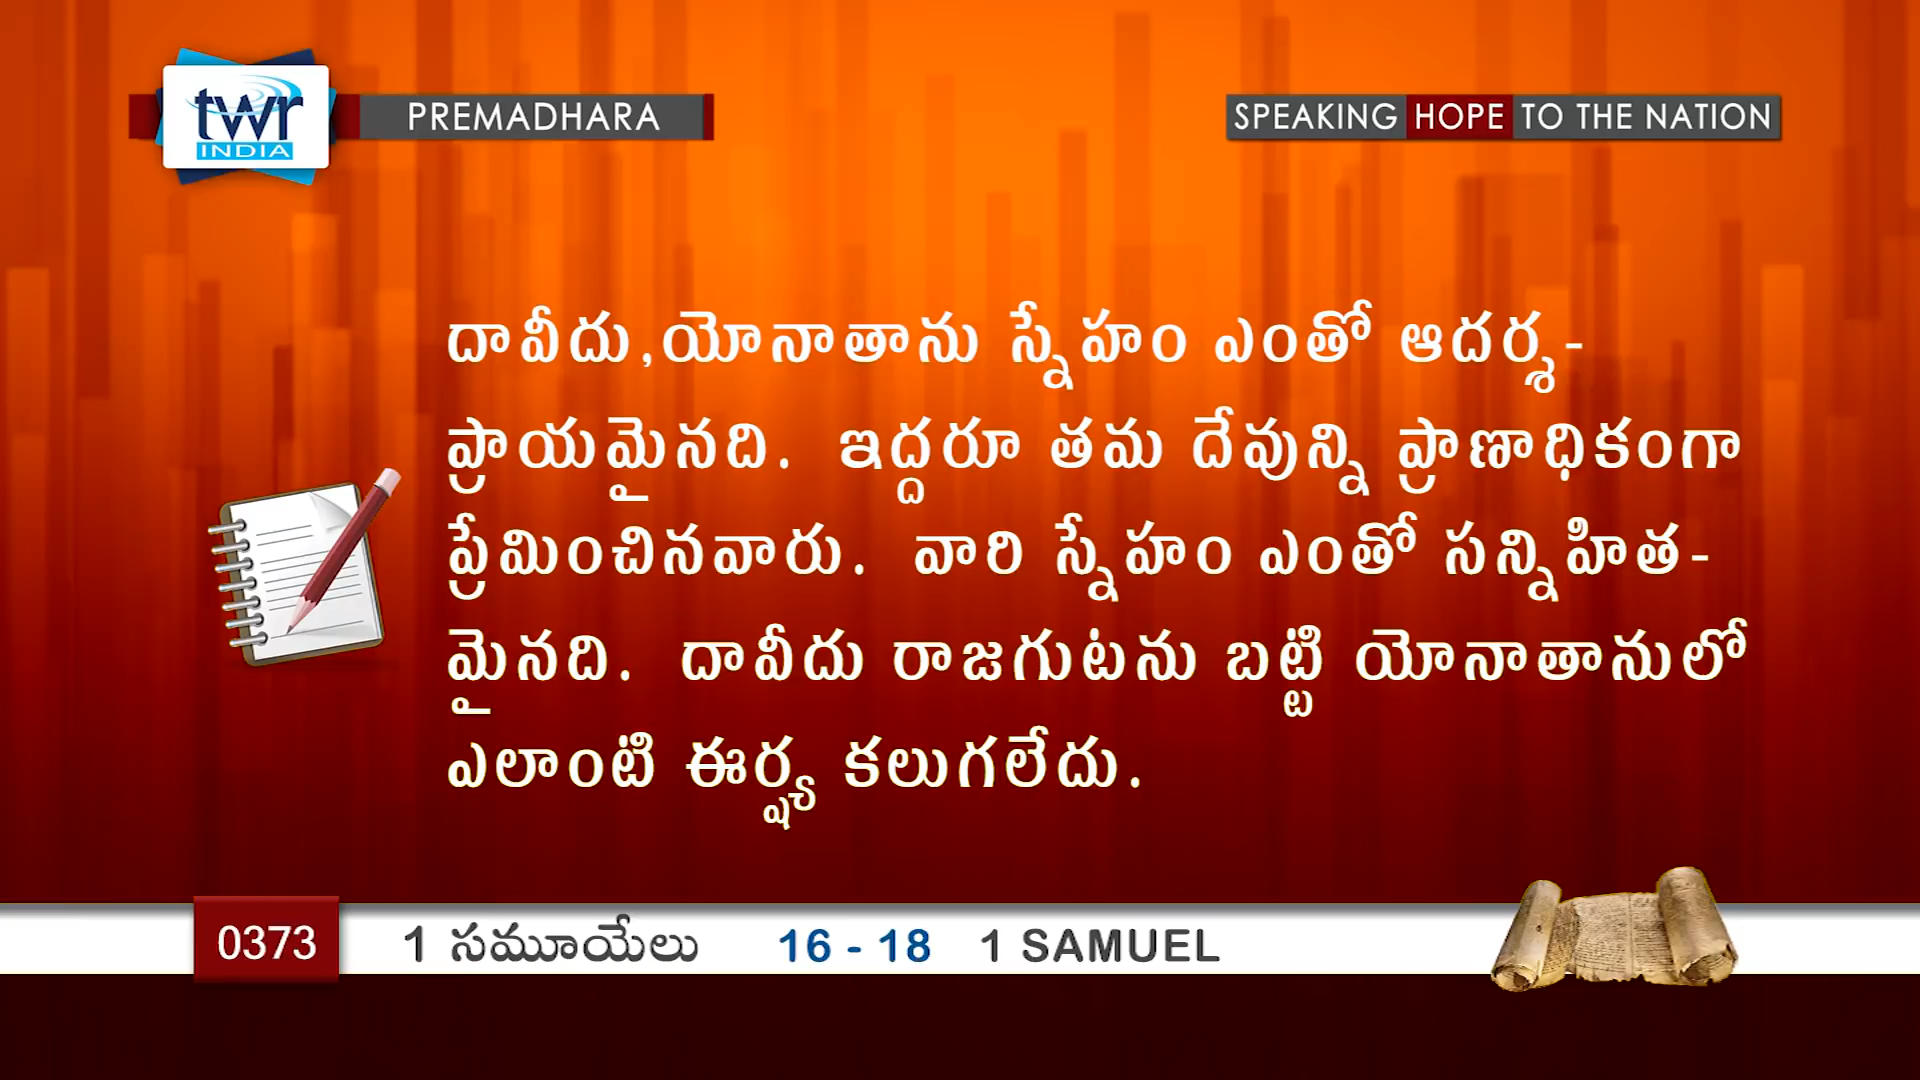 twr
INDIA
PREMADHARA
SPEAKING HOPE TO THE NATION
దావీదు,యోనాతాను స్నేహం ఎంతో ఆదర్శ-
ప్రాయమైనది. ఇద్దరూ తమ దేవున్ని ప్రాణాధికంగా
ప్రేమించినవారు. వారి స్నేహం ఎంతో సన్నిహిత-
మైనది. దావీదు రాజగుటను బట్టి యోనాతానులో
ఎలాంటి ఈర్ష్య కలుగలేదు.
0373 1 సమూయేలు 16 - 18 1 SAMUEL